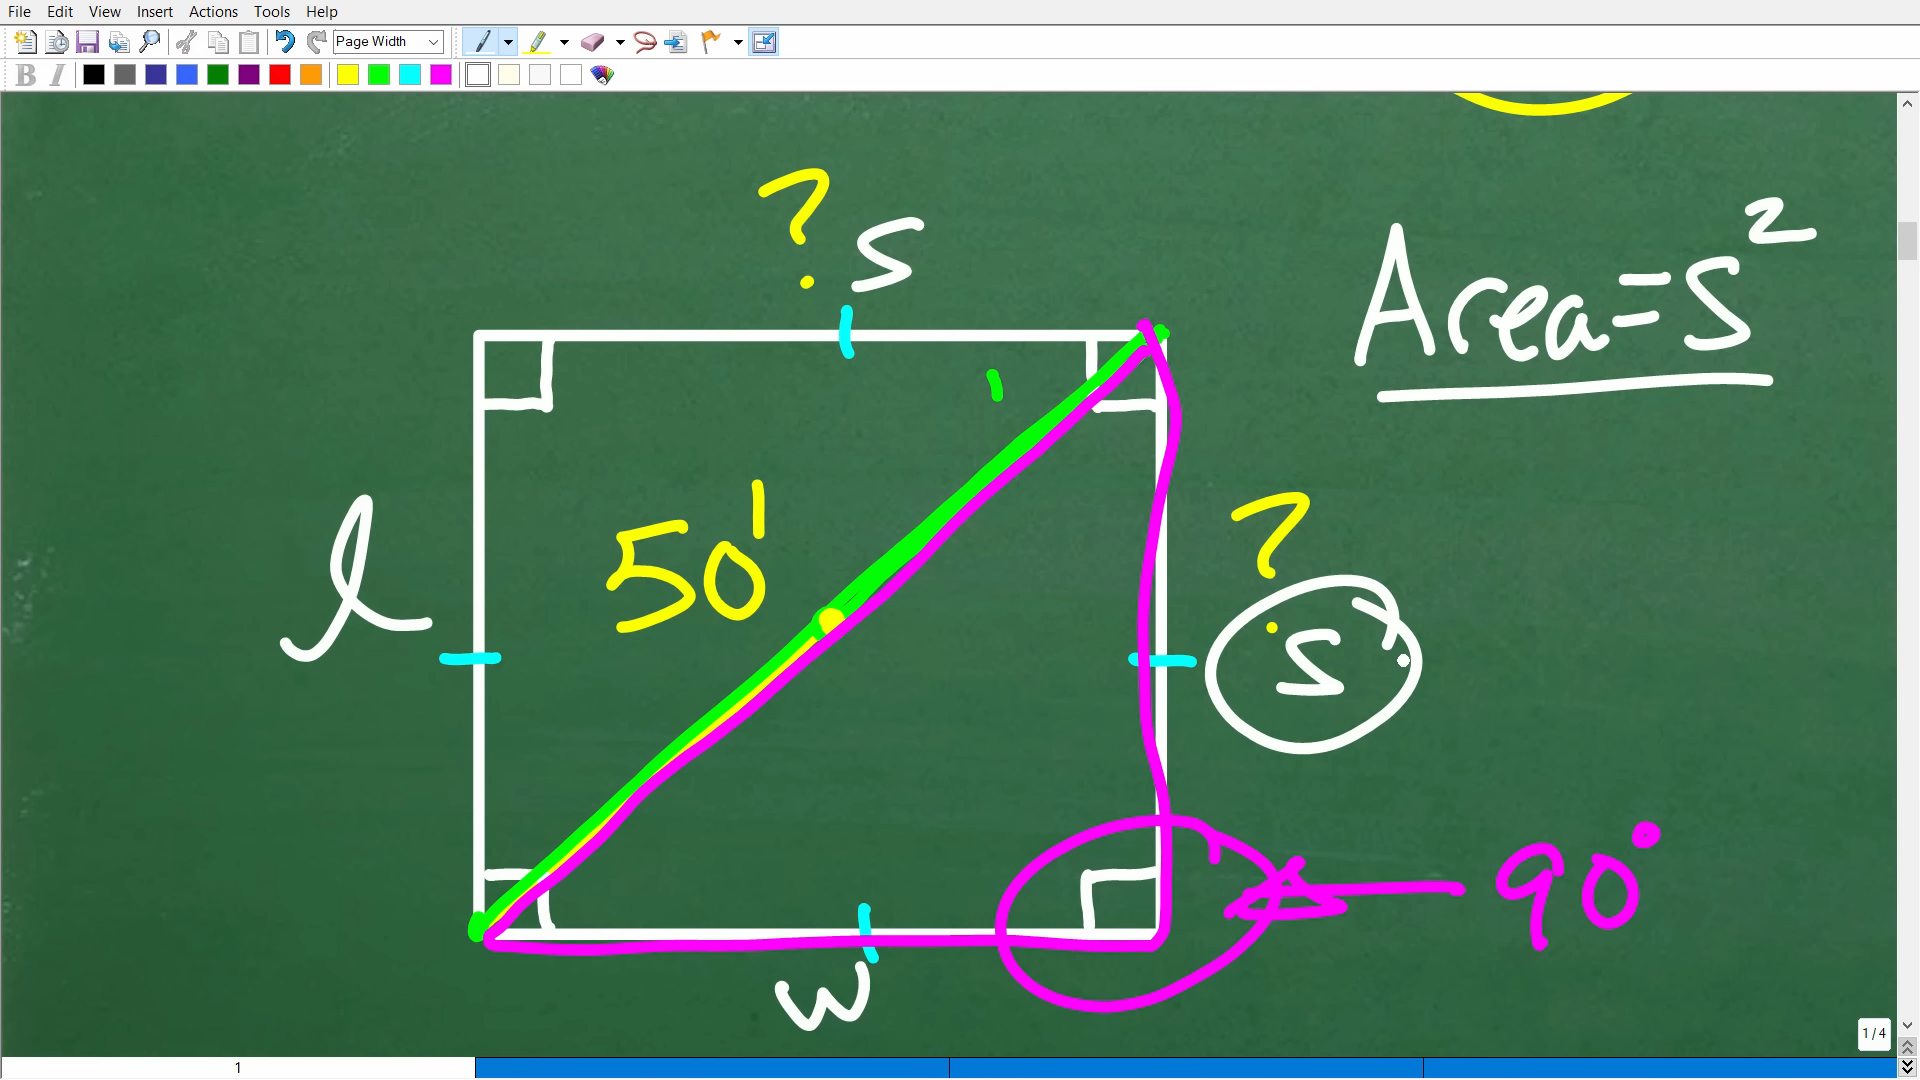 File Edit View Insert Actions Tools Help
Page Width
B I
? s
Area = s²
l
50'
?
s
90°
w
1 / 4
1